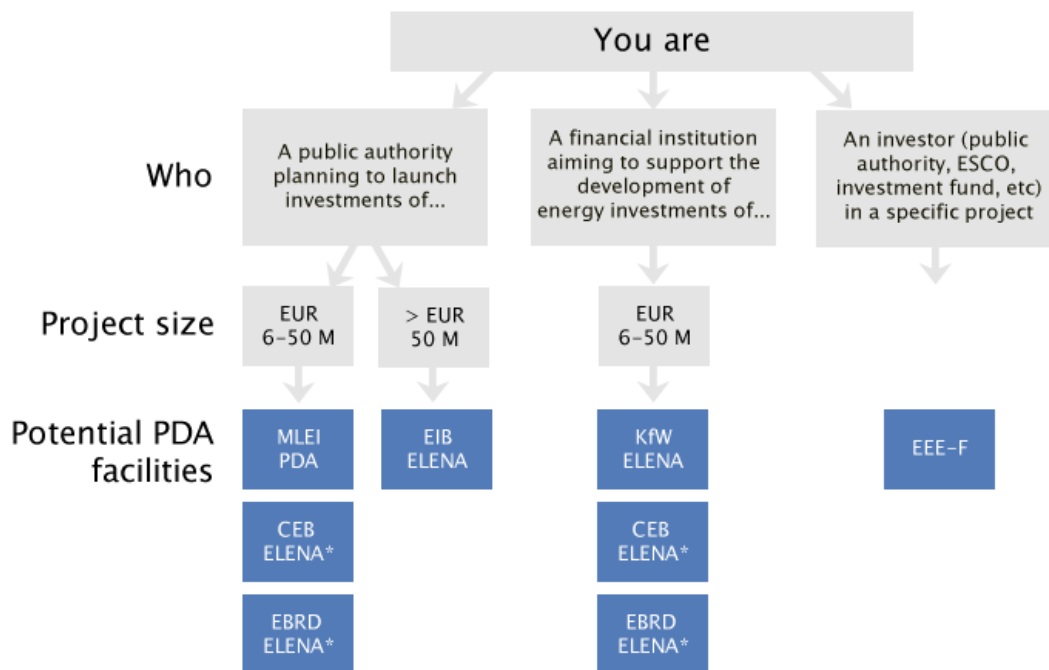 You are
Who
A public authority
planning to launch
investments of...
A financial institution
aiming to support the
development of
energy investments of...
An investor (public
authority, ESCO,
investment fund, etc)
in a specific project
Project size
EUR
6-50 M
> EUR
50 M
EUR
6-50 M
Potential PDA
facilities
MLEI
PDA
EIB
ELENA
KfW
ELENA
EEE-F
CEB
ELENA*
CEB
ELENA*
EBRD
ELENA*
EBRD
ELENA*